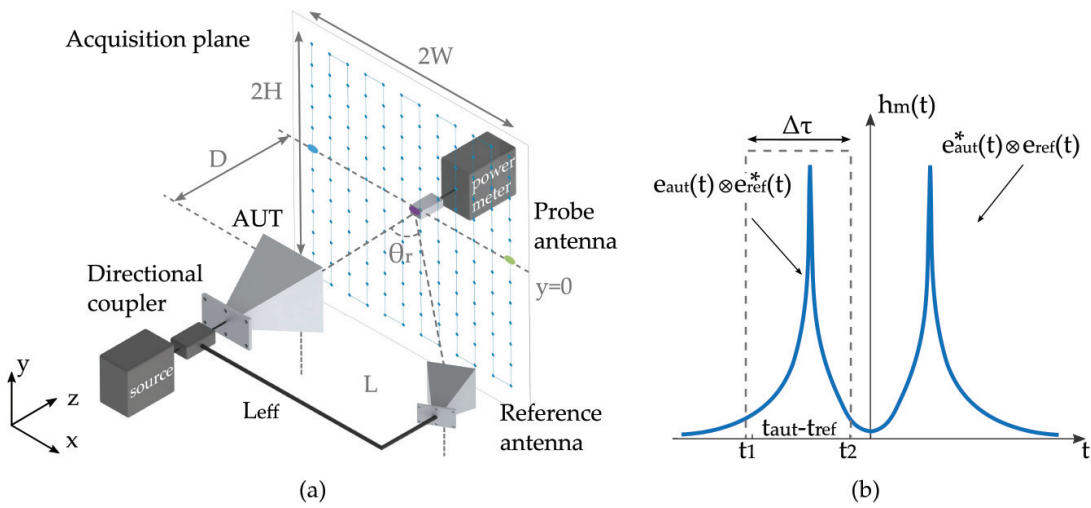 Acquisition plane
2W
2H
D
AUT
power
meter
Probe
antenna
θr
Directional
coupler
y=0
source
y
z
x
L
Leff
Reference
antenna
(a)
hm(t)
Δτ
e*aut(t)⊗eref(t)
eaut(t)⊗e*ref(t)
taut-tref
t1
t2
t
(b)